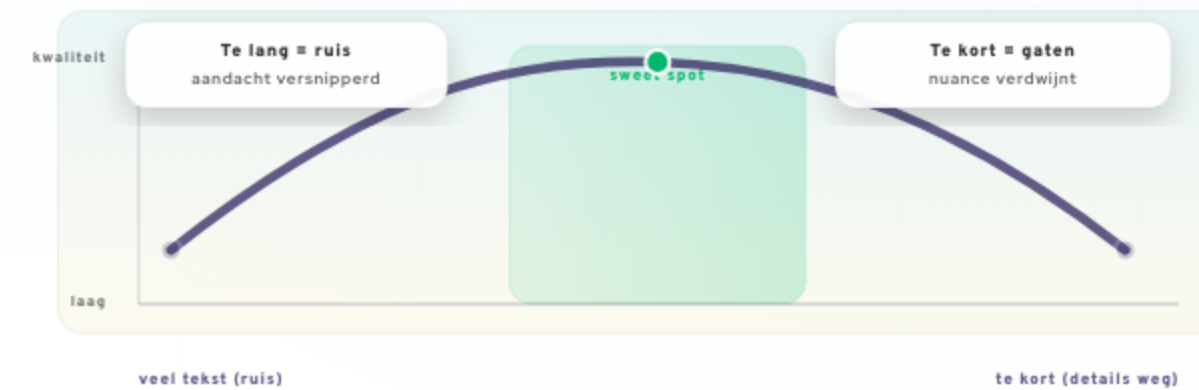 kwaliteit
Te lang = ruis
aandacht versnipperd
Te kort = gaten
nuance verdwijnt
sweet spot
laag
veel tekst (ruis)
te kort (details weg)